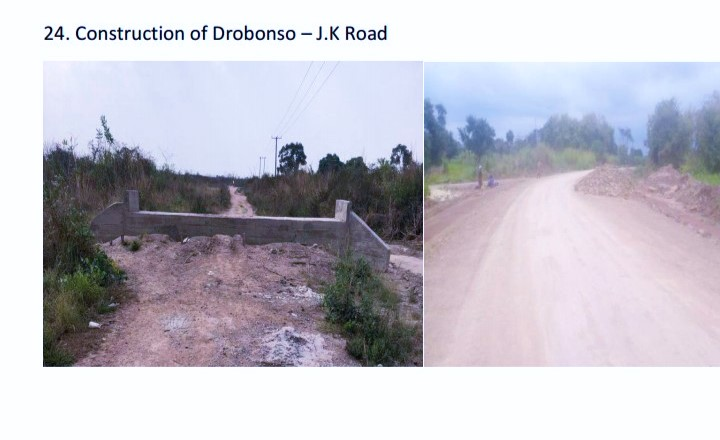 24. Construction of Drobonso – J.K Road